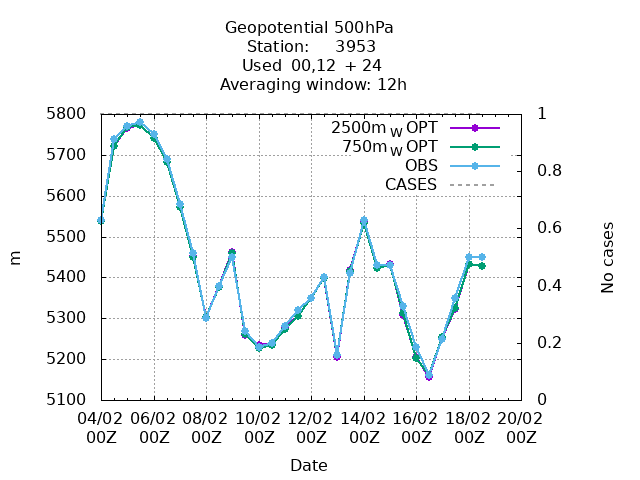 Geopotential 500hPa
Station: 3953
Used 00,12 + 24
Averaging window: 12h
5800
5700
5600
5500
5400
5300
5200
5100
m
1
0.8
0.6
0.4
0.2
0
No cases
2500m W OPT
750m W OPT
OBS
CASES
04/02 06/02 08/02 10/02 12/02 14/02 16/02 18/02 20/02
00Z 00Z 00Z 00Z 00Z 00Z 00Z 00Z 00Z
Date